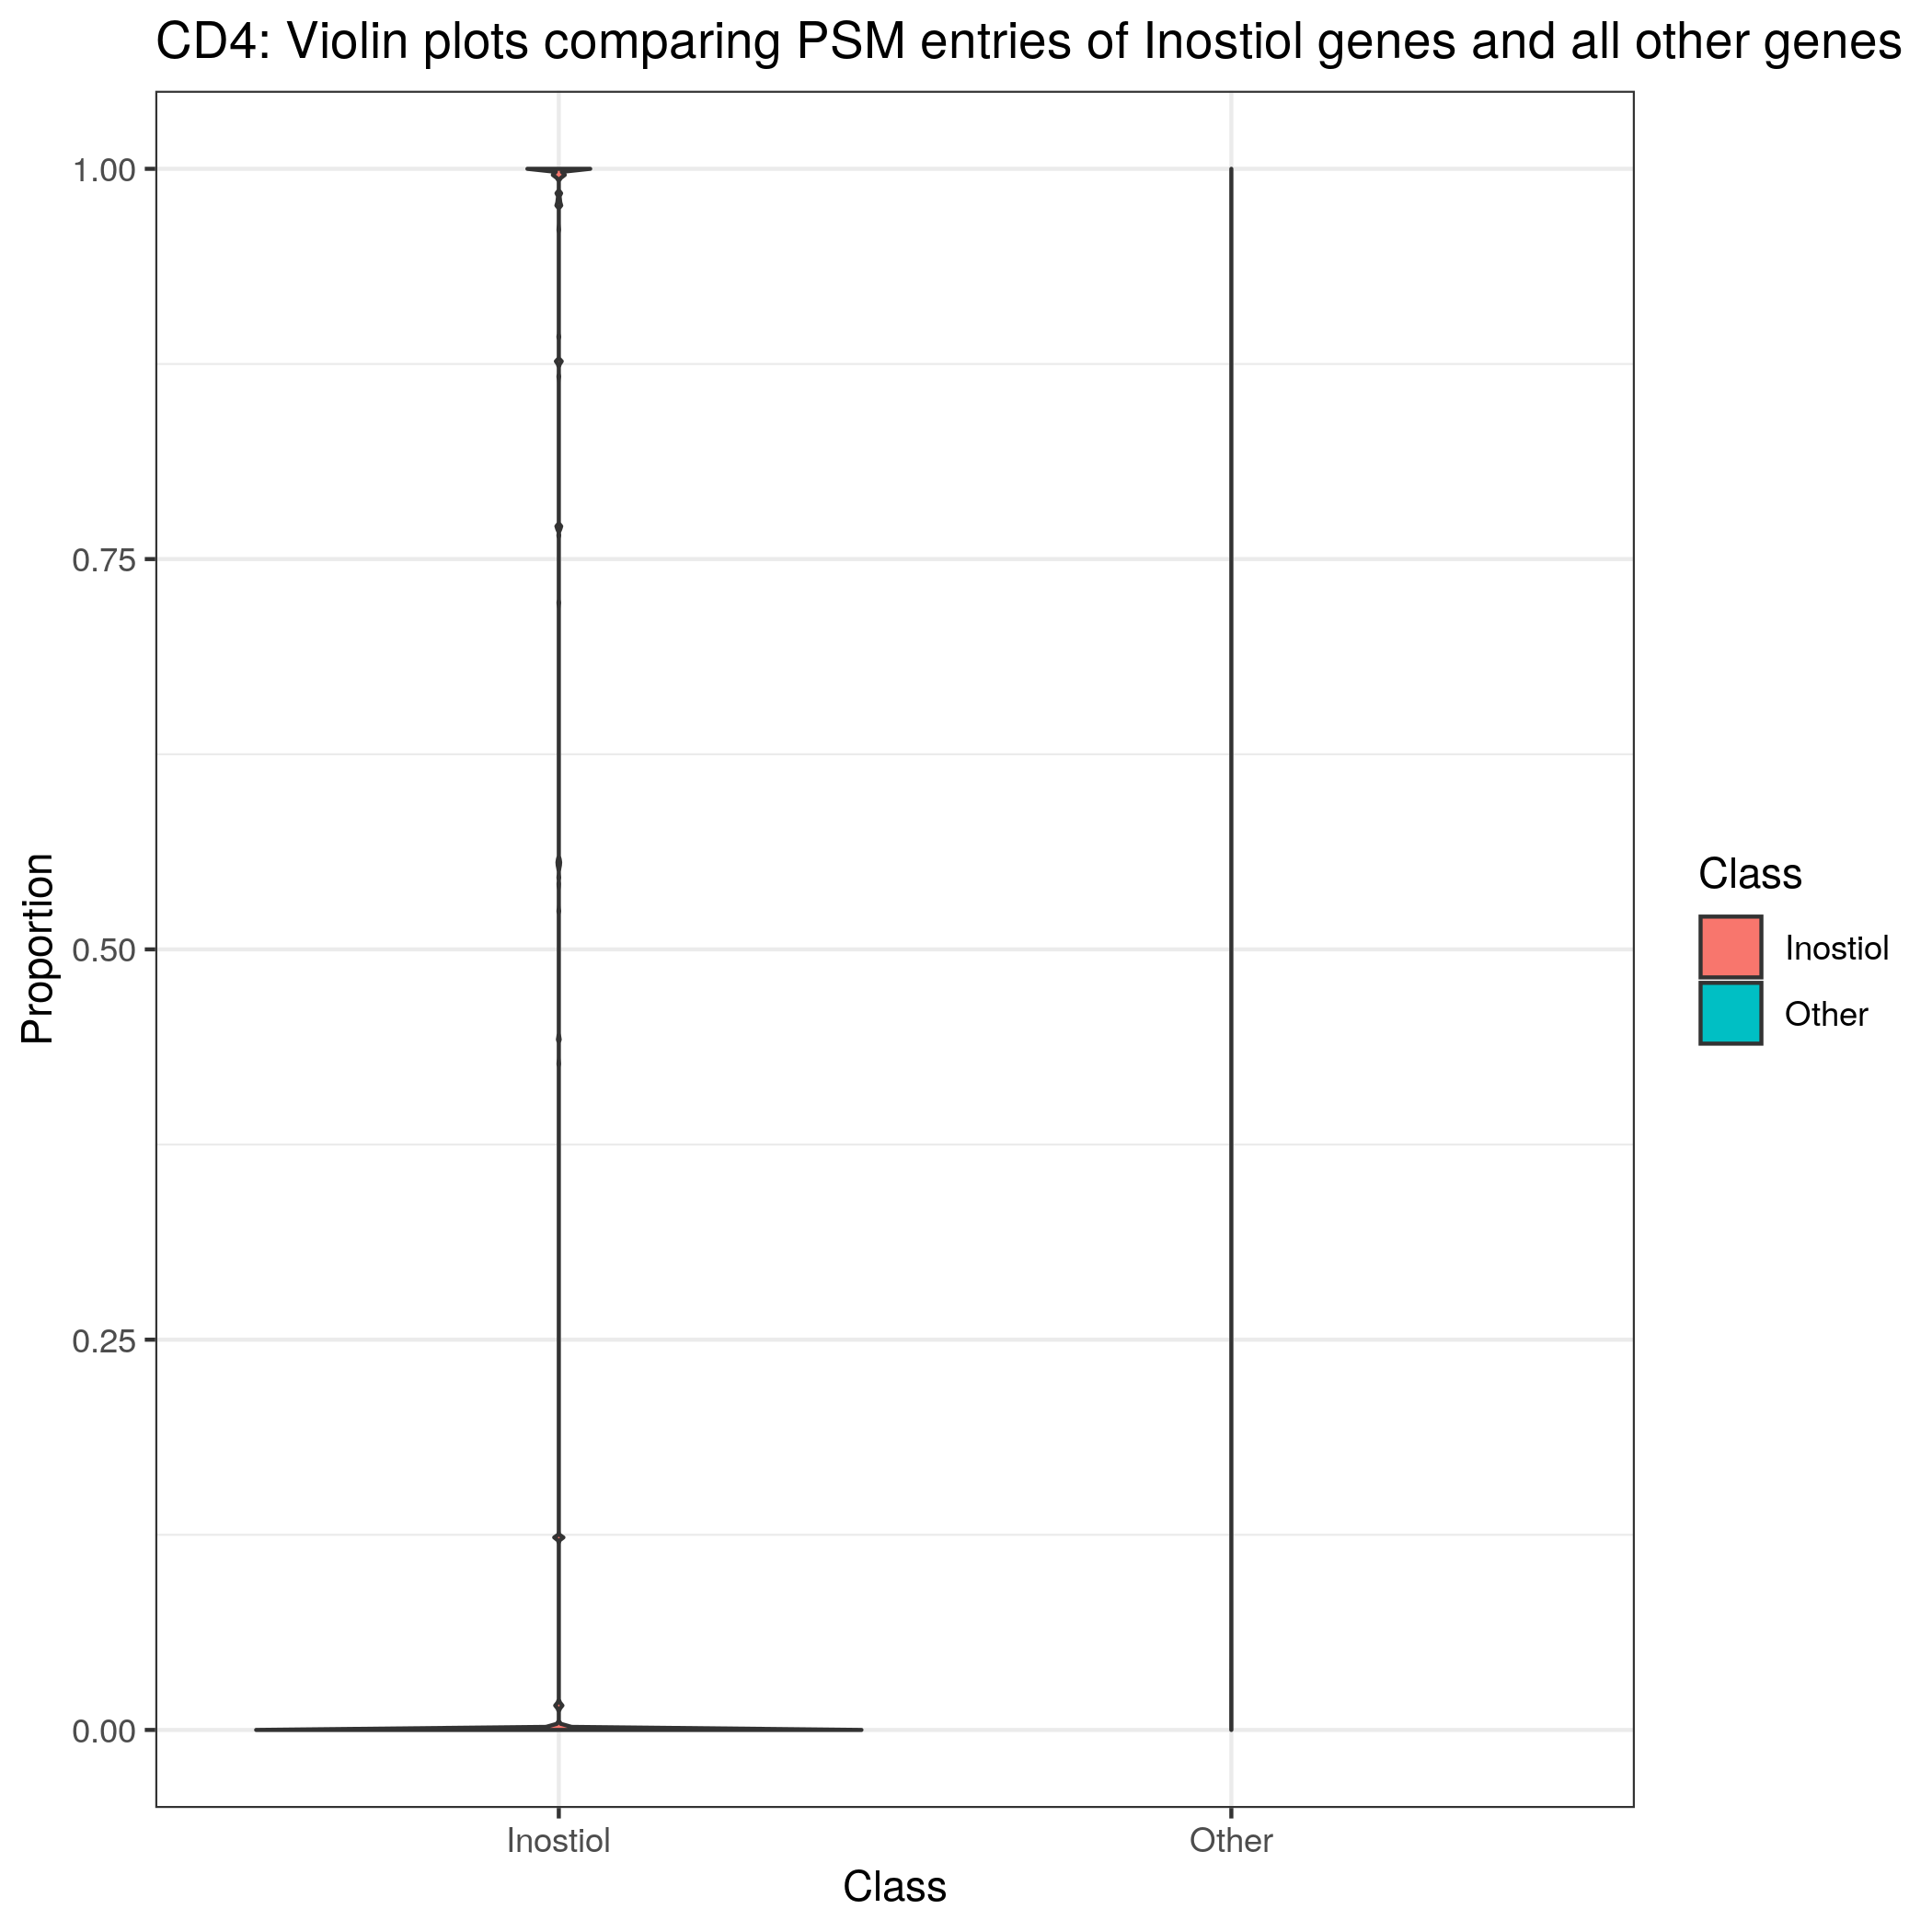 CD4: Violin plots comparing PSM entries of Inostiol genes and all other genes
1.00
0.75
0.50
0.25
0.00
Proportion
Inostiol
Other
Class
Class
Inostiol
Other